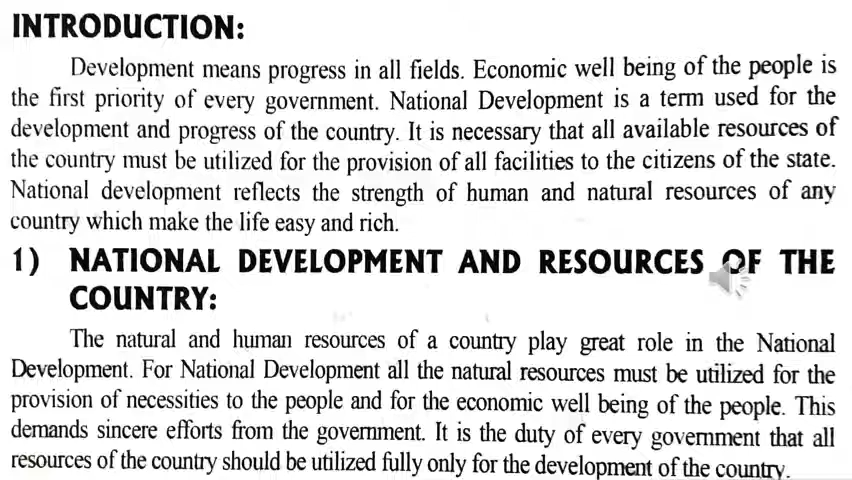 INTRODUCTION:
Development means progress in all fields. Economic well being of the people is
the first priority of every government. National Development is a term used for the
development and progress of the country. It is necessary that all available resources of
the country must be utilized for the provision of all facilities to the citizens of the state.
National development reflects the strength of human and natural resources of any
country which make the life easy and rich.
1) NATIONAL DEVELOPMENT AND RESOURCES OF THE
COUNTRY:
The natural and human resources of a country play great role in the National
Development. For National Development all the natural resources must be utilized for the
provision of necessities to the people and for the economic well being of the people. This
demands sincere efforts from the government. It is the duty of every government that all
resources of the country should be utilized fully only for the development of the country.